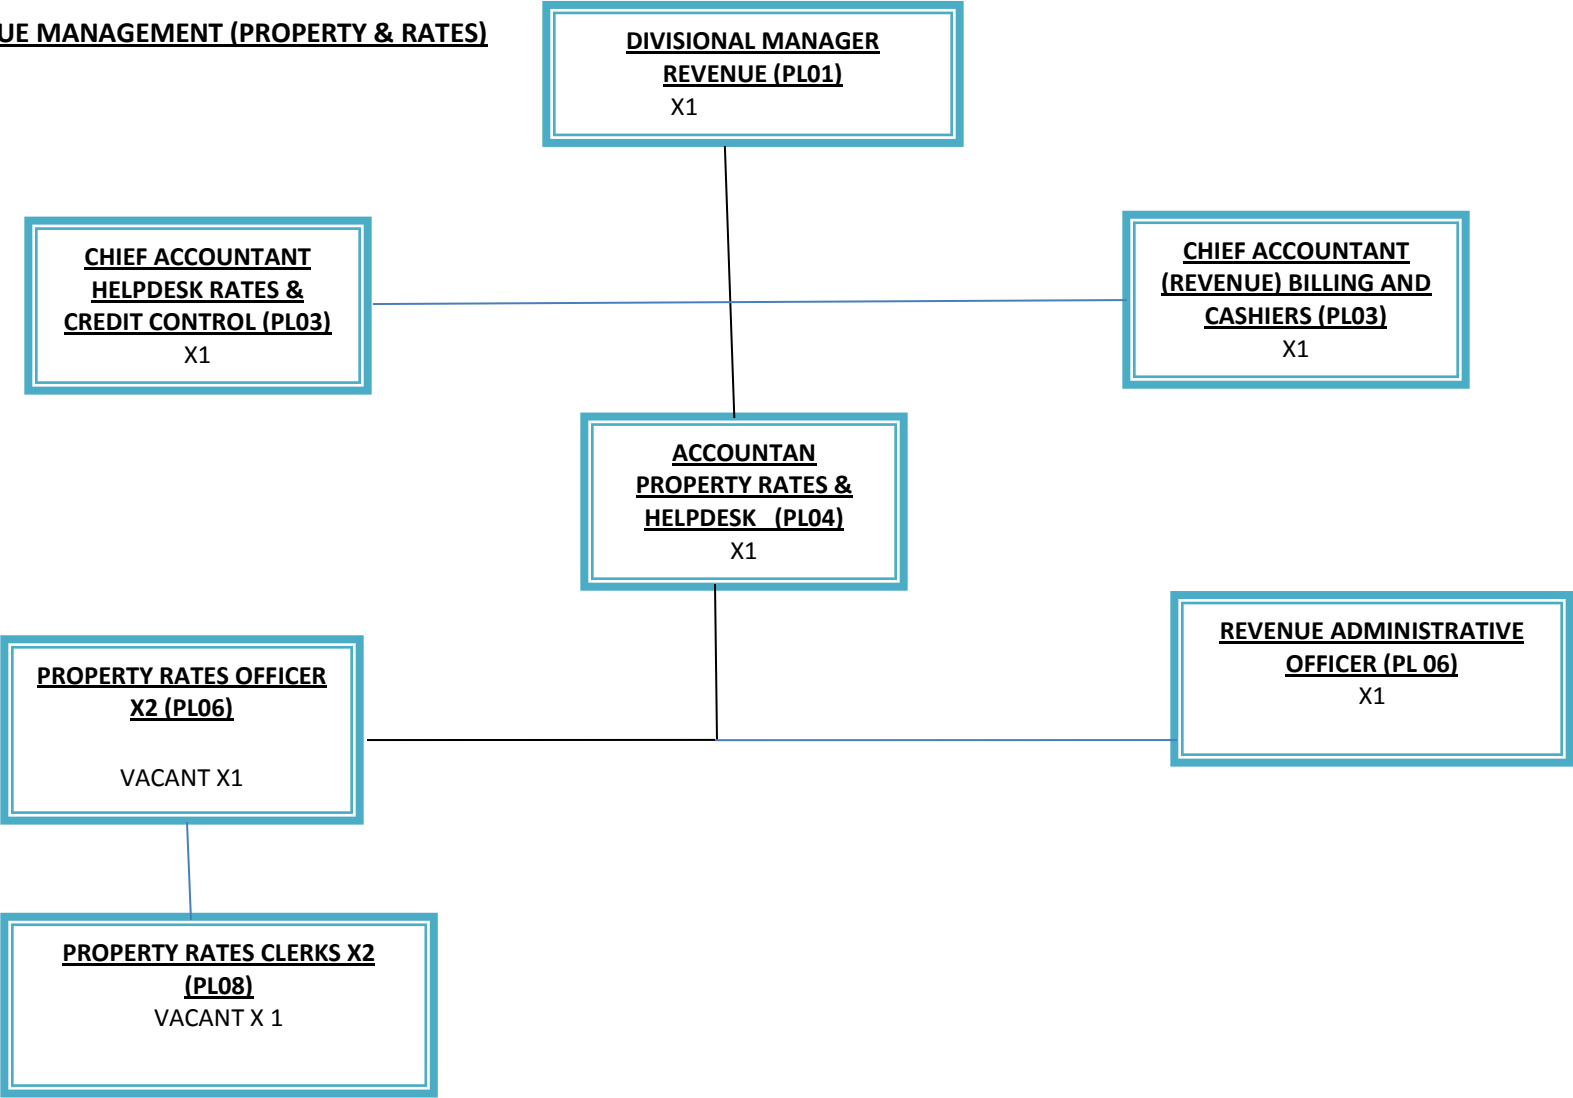 UE MANAGEMENT (PROPERTY & RATES)
DIVISIONAL MANAGER
REVENUE (PL01)
X1
CHIEF ACCOUNTANT
HELPDESK RATES &
CREDIT CONTROL (PL03)
X1
CHIEF ACCOUNTANT
(REVENUE) BILLING AND
CASHIERS (PL03)
X1
ACCOUNTAN
PROPERTY RATES &
HELPDESK (PL04)
X1
PROPERTY RATES OFFICER
X2 (PL06)
VACANT X1
REVENUE ADMINISTRATIVE
OFFICER (PL 06)
X1
PROPERTY RATES CLERKS X2
(PL08)
VACANT X 1